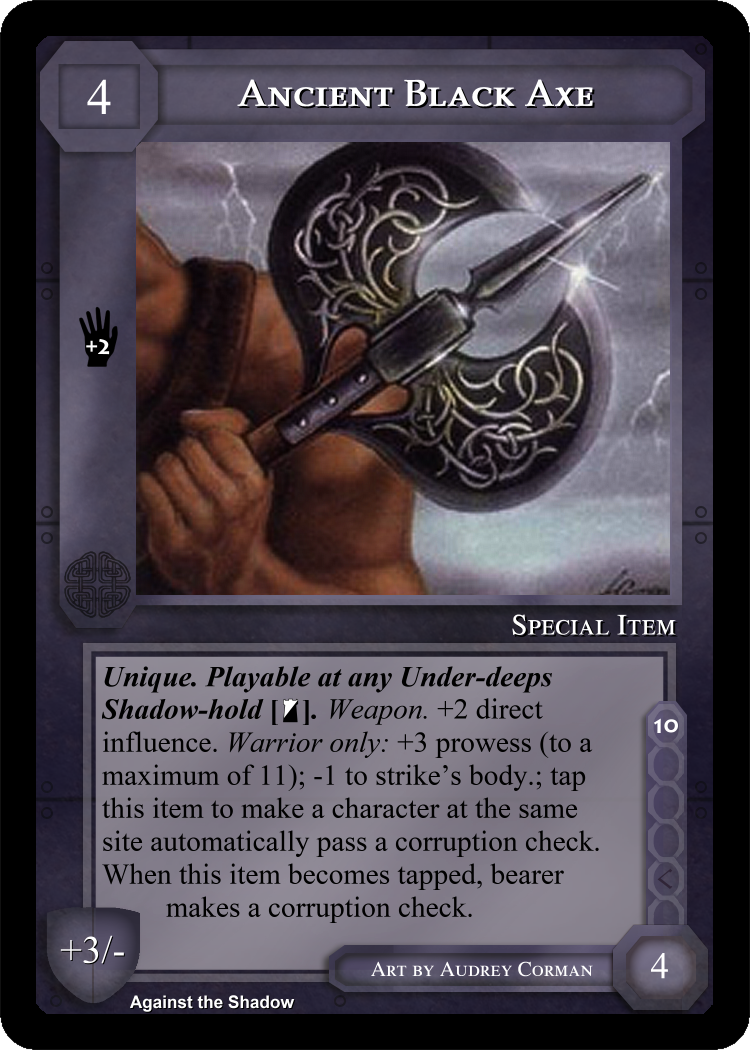 4
Ancient Black Axe
+2
Special Item
Unique. Playable at any Under-deeps
Shadow-hold [ ]. Weapon. +2 direct
influence. Warrior only: +3 prowess (to a
maximum of 11); -1 to strike's body.; tap
this item to make a character at the same
site automatically pass a corruption check.
When this item becomes tapped, bearer
makes a corruption check.
10
+3/-
Art by Audrey Corman
4
Against the Shadow